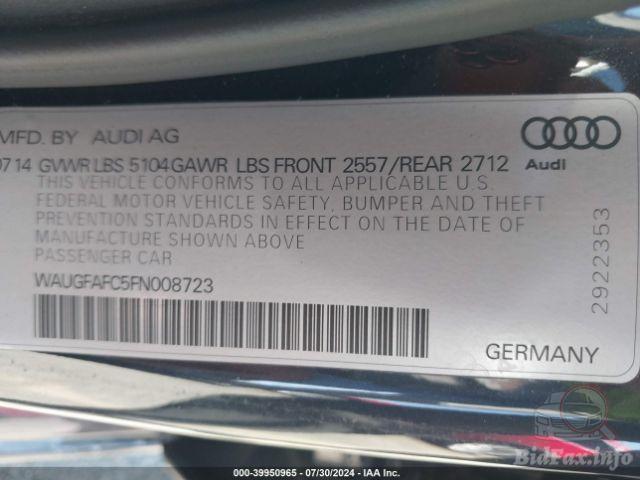 MFD. BY AUDI AG
0714 GVWR LBS 5104 GAWR LBS FRONT 2557/REAR 2712
Audi
THIS VEHICLE CONFORMS TO ALL APPLICABLE U.S.
FEDERAL MOTOR VEHICLE SAFETY, BUMPER AND THEFT
PREVENTION STANDARDS IN EFFECT ON THE DATE OF
MANUFACTURE SHOWN ABOVE
PASSENGER CAR
WAUGFAFC5FN008723
2922353
GERMANY
000-39950965 / 07/30/2024 - IAA Inc.
BidFax.info